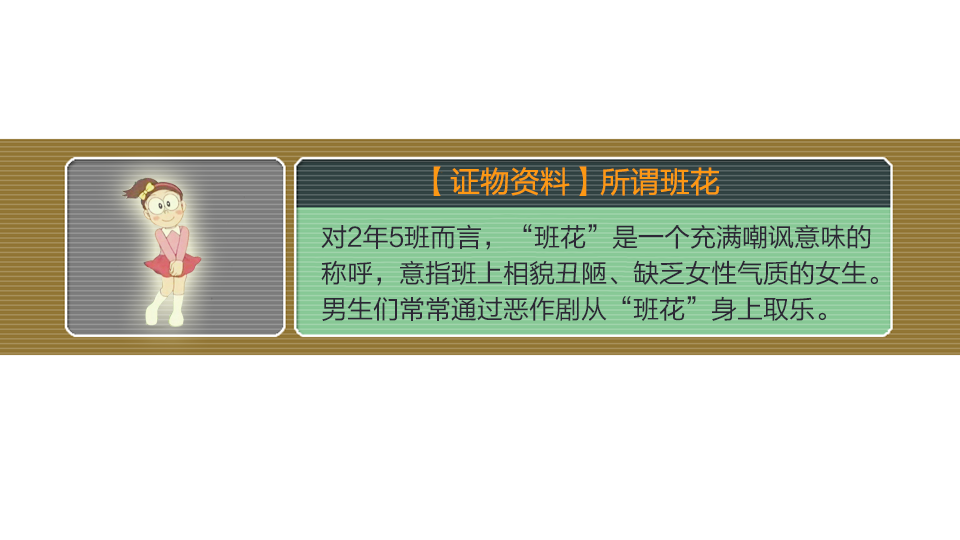 【证物资料】所谓班花
对2年5班而言，“班花”是一个充满嘲讽意味的
称呼，意指班上相貌丑陋、缺乏女性气质的女生。
男生们常常通过恶作剧从“班花”身上取乐。